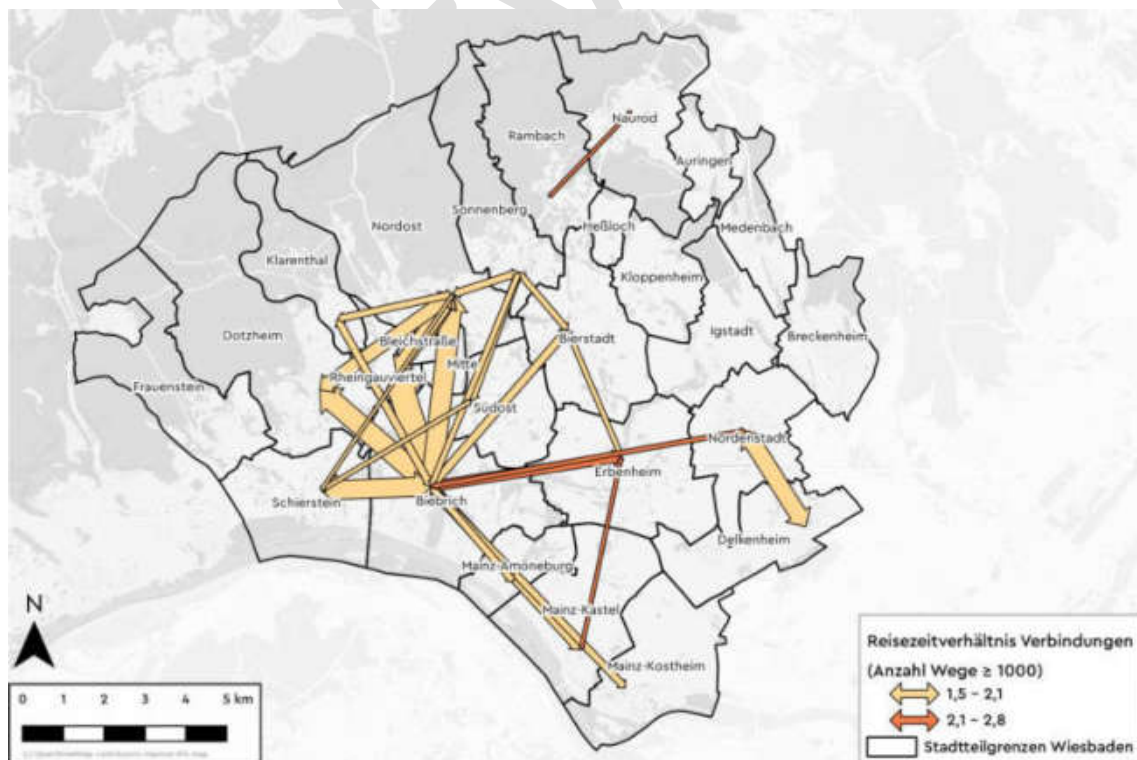 Naurod
Rambach
Auringen
Sonnenberg
Heßloch
Nordost
Medenbach
Klarenthal
Kloppenheim
Igstadt
Dotzheim
Bleichstraße
Bierstadt
Breckenheim
Mitte
Rheingauviertel
Frauenstein
Südost
Nordenstadt
Erbenheim
Schierstein
Biebrich
Delkenheim
Mainz-Amöneburg
Mainz-Kastel
Mainz-Kostheim
N
0 1 2 3 4 5 km
Reisezeitverhältnis Verbindungen
(Anzahl Wege ≥ 1000)
1,5 - 2,1
2,1 - 2,8
Stadtteilgrenzen Wiesbaden